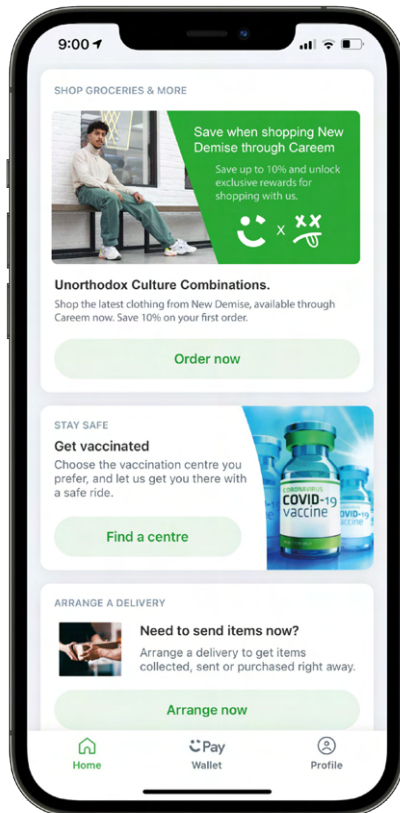 9:00
SHOP GROCERIES & MORE
Save when shopping New
Demise through Careem
Save up to 10% and unlock
exclusive rewards for
shopping with us.
x
Unorthodox Culture Combinations.
Shop the latest clothing from New Demise, available through
Careem now. Save 10% on your first order.
Order now
STAY SAFE
Get vaccinated
Choose the vaccination centre you
prefer, and let us get you there with
a safe ride.
Find a centre
CORONAVIRUS
COVID-19
vaccine
OVID-19
ARRANGE A DELIVERY
Need to send items now?
Arrange a delivery to get items
collected, sent or purchased right away.
Arrange now
Home
Pay
Wallet
Profile